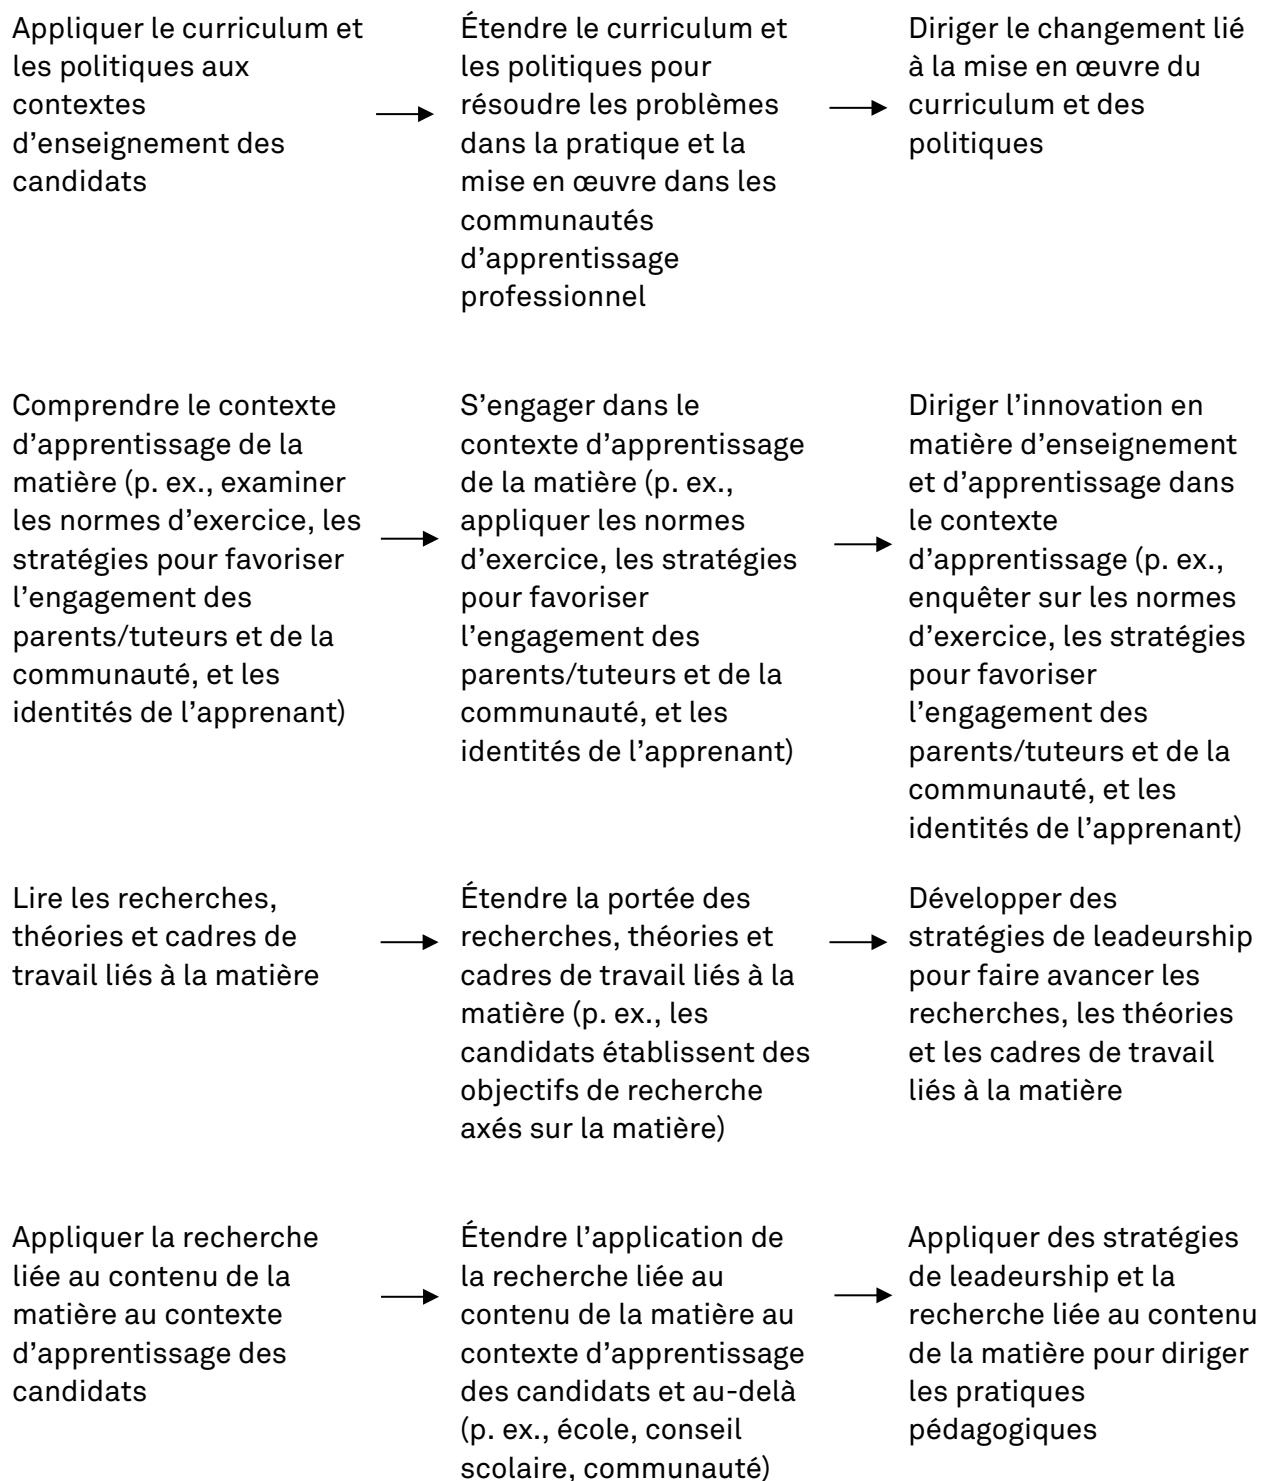 Appliquer le curriculum et
les politiques aux
contextes
d’enseignement des
candidats
Étendre le curriculum et
les politiques pour
résoudre les problèmes
dans la pratique et la
mise en œuvre dans les
communautés
d’apprentissage
professionnel
Diriger le changement lié
à la mise en œuvre du
curriculum et des
politiques
Comprendre le contexte
d’apprentissage de la
matière (p. ex., examiner
les normes d’exercice, les
stratégies pour favoriser
l’engagement des
parents/tuteurs et de la
communauté, et les
identités de l’apprenant)
S’engager dans le
contexte d’apprentissage
de la matière (p. ex.,
appliquer les normes
d’exercice, les stratégies
pour favoriser
l’engagement des
parents/tuteurs et de la
communauté, et les
identités de l’apprenant)
Diriger l’innovation en
matière d’enseignement
et d’apprentissage dans
le contexte
d’apprentissage (p. ex.,
enquêter sur les normes
d’exercice, les stratégies
pour favoriser
l’engagement des
parents/tuteurs et de la
communauté, et les
identités de l’apprenant)
Lire les recherches,
théories et cadres de
travail liés à la matière
Étendre la portée des
recherches, théories et
cadres de travail liés à la
matière (p. ex., les
candidats établissent des
objectifs de recherche
axés sur la matière)
Développer des
stratégies de leadeurship
pour faire avancer les
recherches, les théories
et les cadres de travail
liés à la matière
Appliquer la recherche
liée au contenu de la
matière au contexte
d’apprentissage des
candidats
Étendre l’application de
la recherche liée au
contenu de la matière au
contexte d’apprentissage
des candidats et au-delà
(p. ex., école, conseil
scolaire, communauté)
Appliquer des stratégies
de leadeurship et la
recherche liée au contenu
de la matière pour diriger
les pratiques
pédagogiques